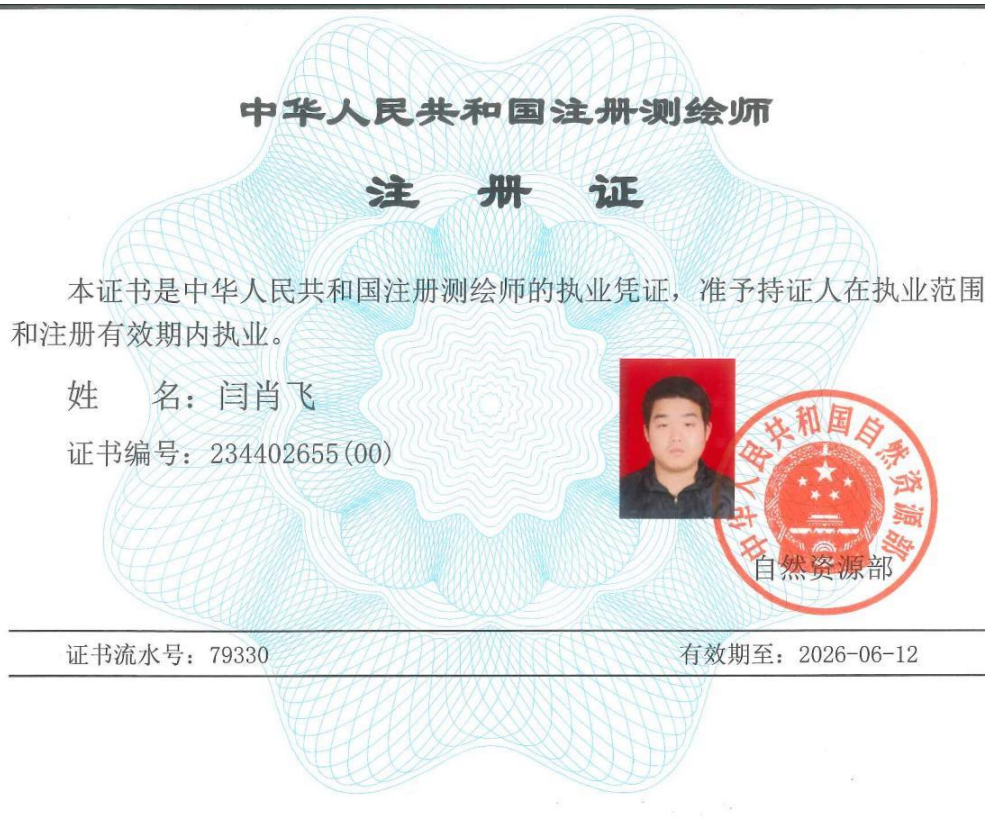 中华人民共和国注册测绘师
注 册 证
本证书是中华人民共和国注册测绘师的执业凭证，准予持证人在执业范围
和注册有效期内执业。
姓 名：闫肖飞
证书编号：234402655(00)
中华人民共和国自然资源部
自然资源部
证书流水号：79330
有效期至：2026-06-12